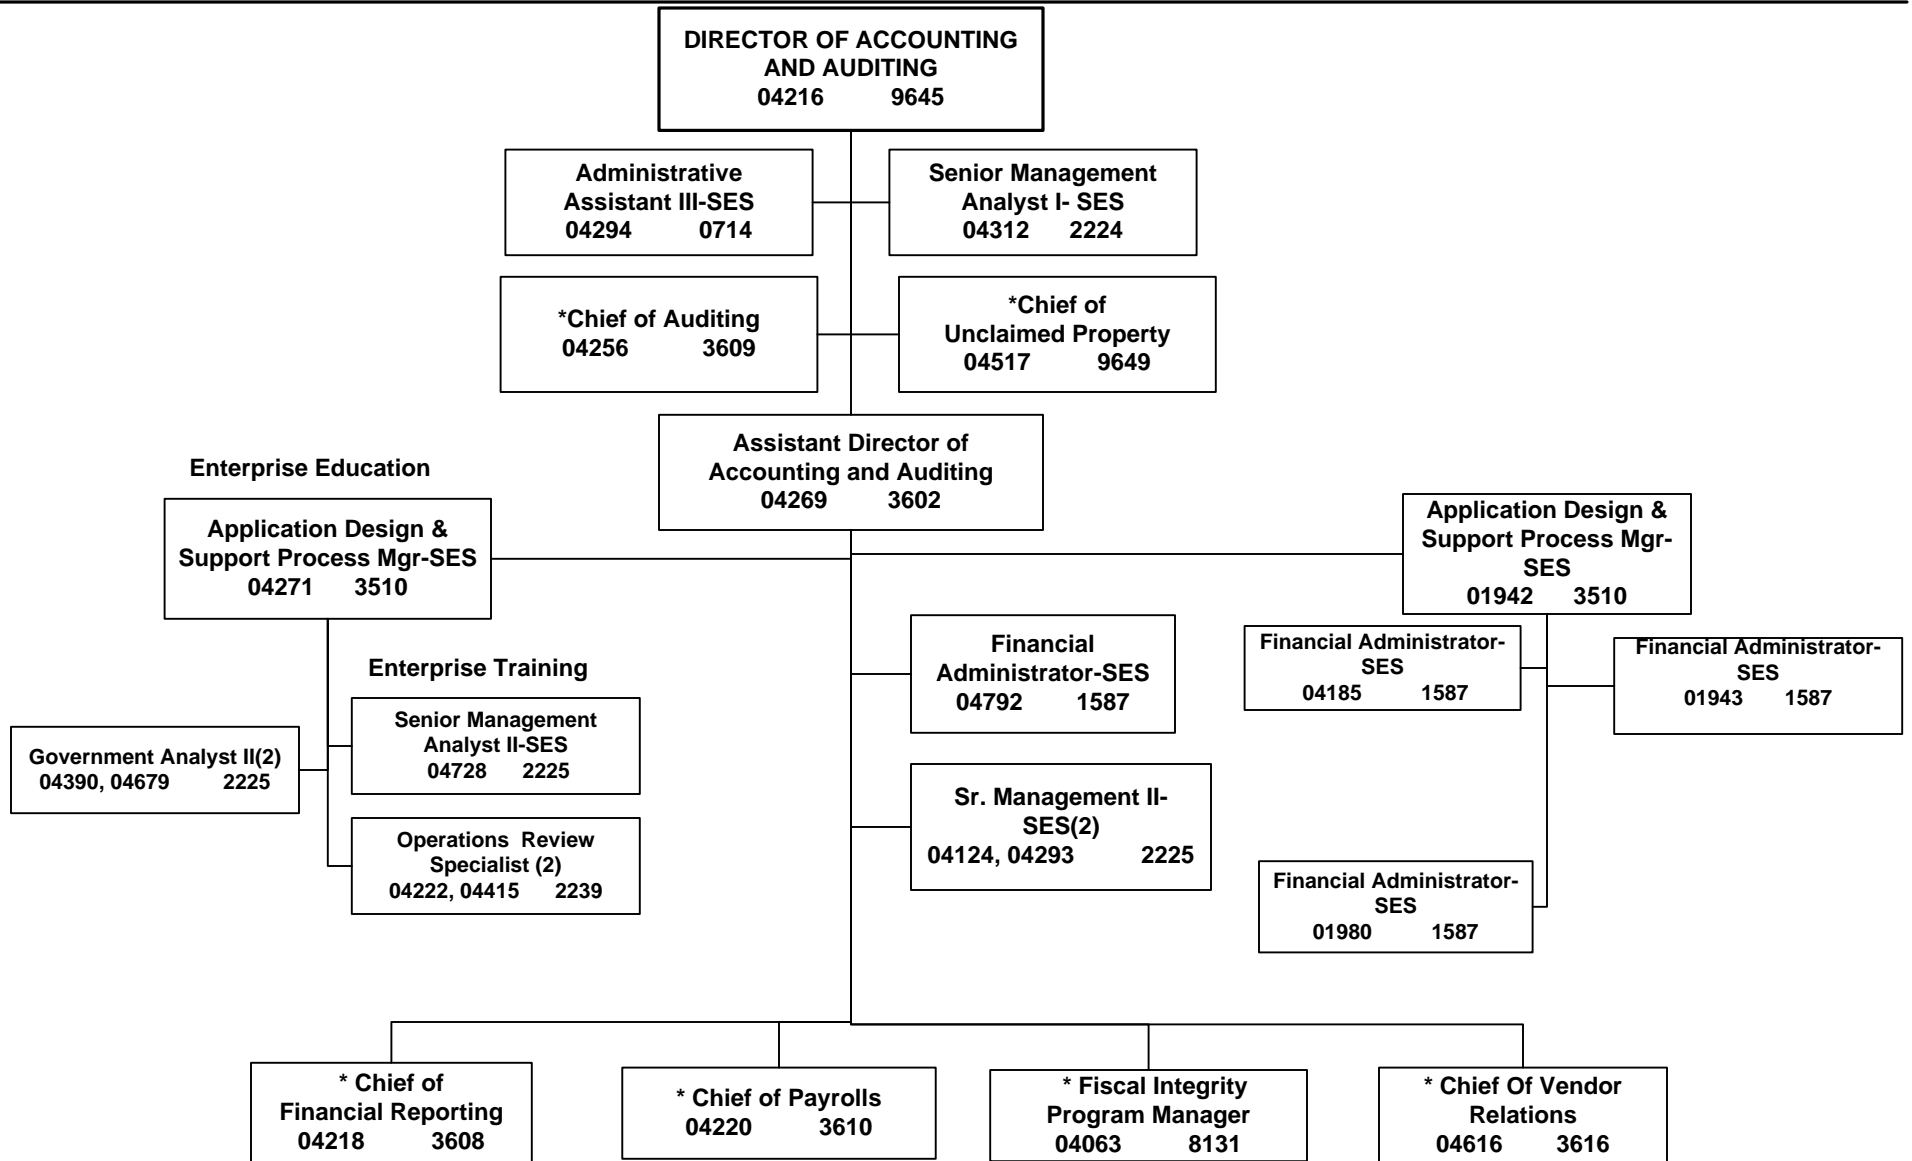 DIRECTOR OF ACCOUNTING
AND AUDITING
04216 9645
Administrative
Assistant III-SES
04294 0714
Senior Management
Analyst I- SES
04312 2224
*Chief of Auditing
04256 3609
*Chief of
Unclaimed Property
04517 9649
Assistant Director of
Accounting and Auditing
04269 3602
Enterprise Education
Application Design &
Support Process Mgr-SES
04271 3510
Application Design &
Support Process Mgr-
SES
01942 3510
Enterprise Training
Senior Management
Analyst II-SES
04728 2225
Government Analyst II(2)
04390, 04679 2225
Operations Review
Specialist (2)
04222, 04415 2239
Financial
Administrator-SES
04792 1587
Sr. Management II-
SES(2)
04124, 04293 2225
Financial Administrator-
SES
04185 1587
Financial Administrator-
SES
01943 1587
Financial Administrator-
SES
01980 1587
* Chief of
Financial Reporting
04218 3608
* Chief of Payrolls
04220 3610
* Fiscal Integrity
Program Manager
04063 8131
* Chief Of Vendor
Relations
04616 3616